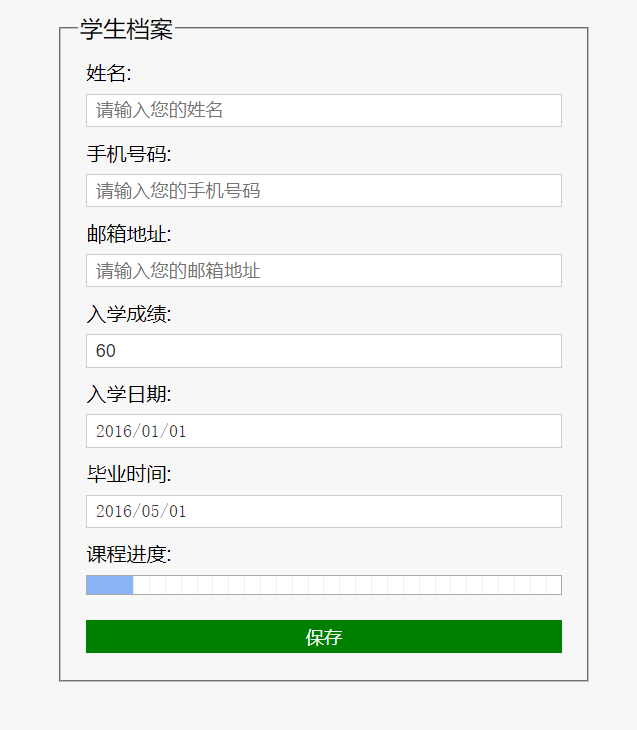 学生档案
姓名:
请输入您的姓名
手机号码:
请输入您的手机号码
邮箱地址:
请输入您的邮箱地址
入学成绩:
60
入学日期:
2016/01/01
毕业时间:
2016/05/01
课程进度:
保存